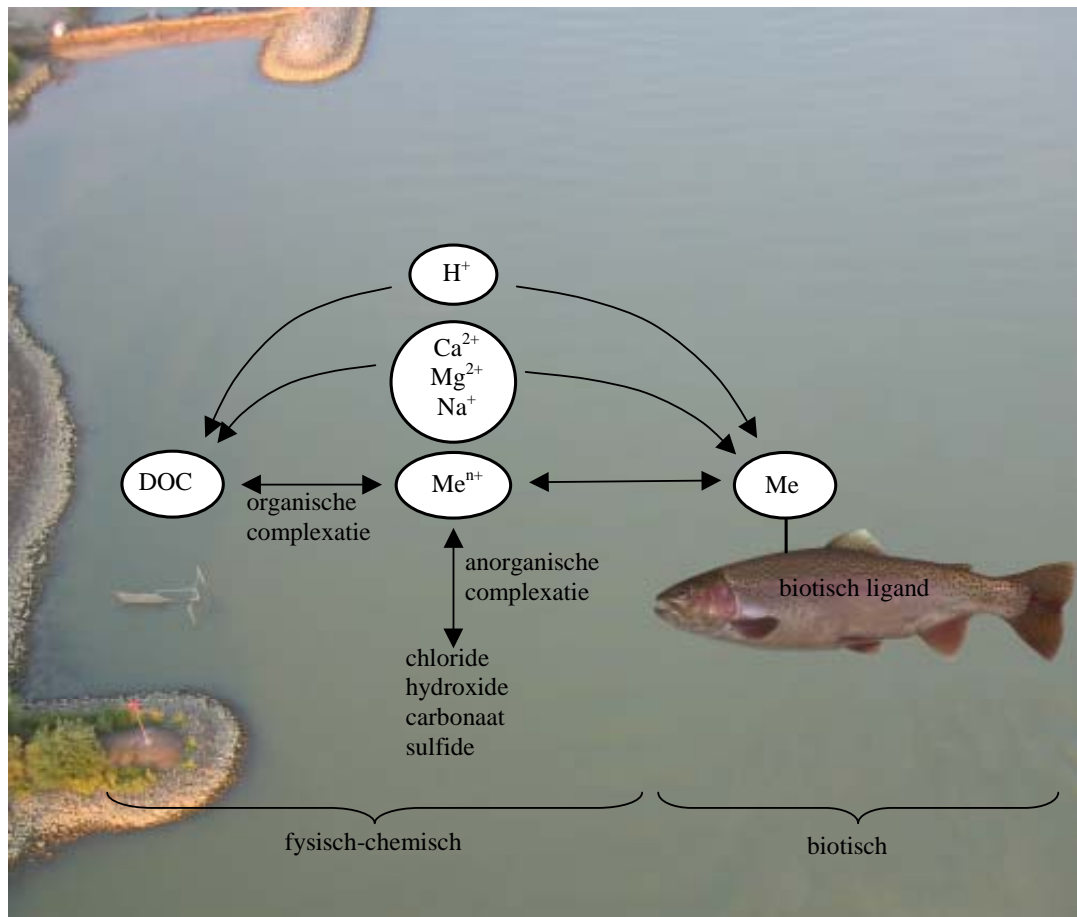 H⁺
Ca²⁺
Mg²⁺
Na⁺
DOC
Meⁿ⁺
Me
organische
complexatie
anorganische
complexatie
biotisch ligand
chloride
hydroxide
carbonaat
sulfide
fysisch-chemisch
biotisch